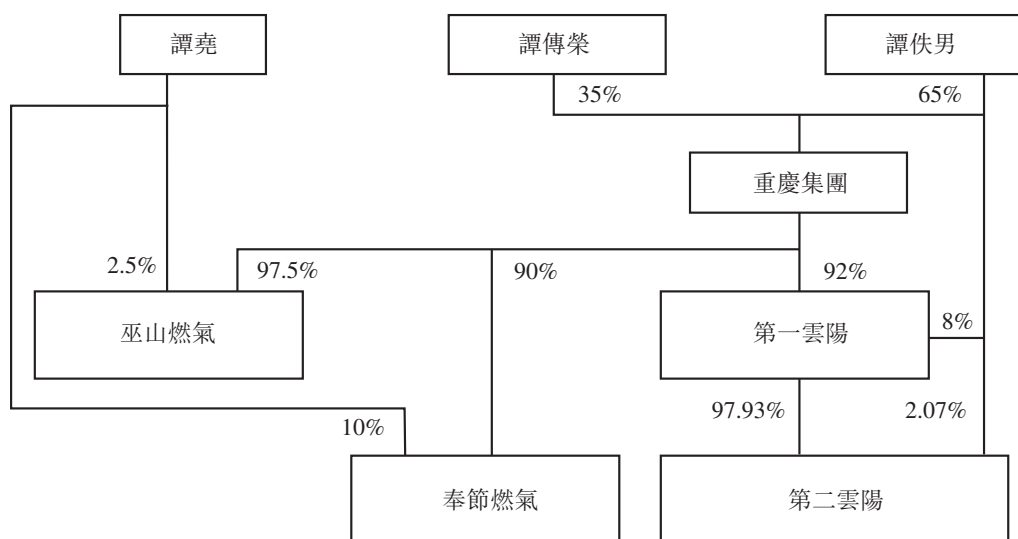 譚堯
譚傳榮
譚佚男
35%
65%
重慶集團
2.5%
97.5%
90%
92%
巫山燃氣
第一雲陽
8%
97.93%
2.07%
10%
奉節燃氣
第二雲陽